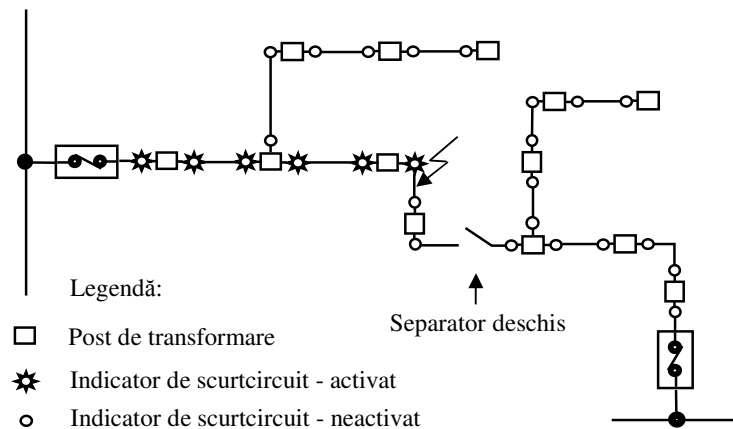 Legendă:
Separator deschis
Post de transformare
Indicator de scurtcircuit - activat
Indicator de scurtcircuit - neactivat